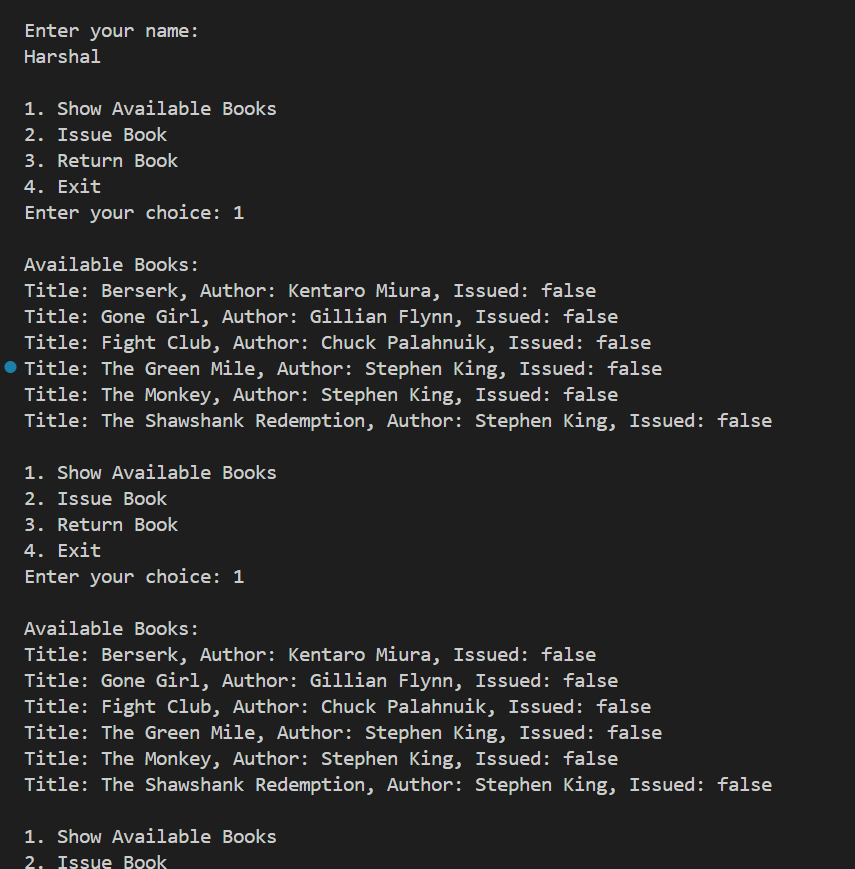 Enter your name:
Harshal
1. Show Available Books
2. Issue Book
3. Return Book
4. Exit
Enter your choice: 1
Available Books:
Title: Berserk, Author: Kentaro Miura, Issued: false
Title: Gone Girl, Author: Gillian Flynn, Issued: false
Title: Fight Club, Author: Chuck Palahnuik, Issued: false
Title: The Green Mile, Author: Stephen King, Issued: false
Title: The Monkey, Author: Stephen King, Issued: false
Title: The Shawshank Redemption, Author: Stephen King, Issued: false
1. Show Available Books
2. Issue Book
3. Return Book
4. Exit
Enter your choice: 1
Available Books:
Title: Berserk, Author: Kentaro Miura, Issued: false
Title: Gone Girl, Author: Gillian Flynn, Issued: false
Title: Fight Club, Author: Chuck Palahnuik, Issued: false
Title: The Green Mile, Author: Stephen King, Issued: false
Title: The Monkey, Author: Stephen King, Issued: false
Title: The Shawshank Redemption, Author: Stephen King, Issued: false
1. Show Available Books
2. Issue Book